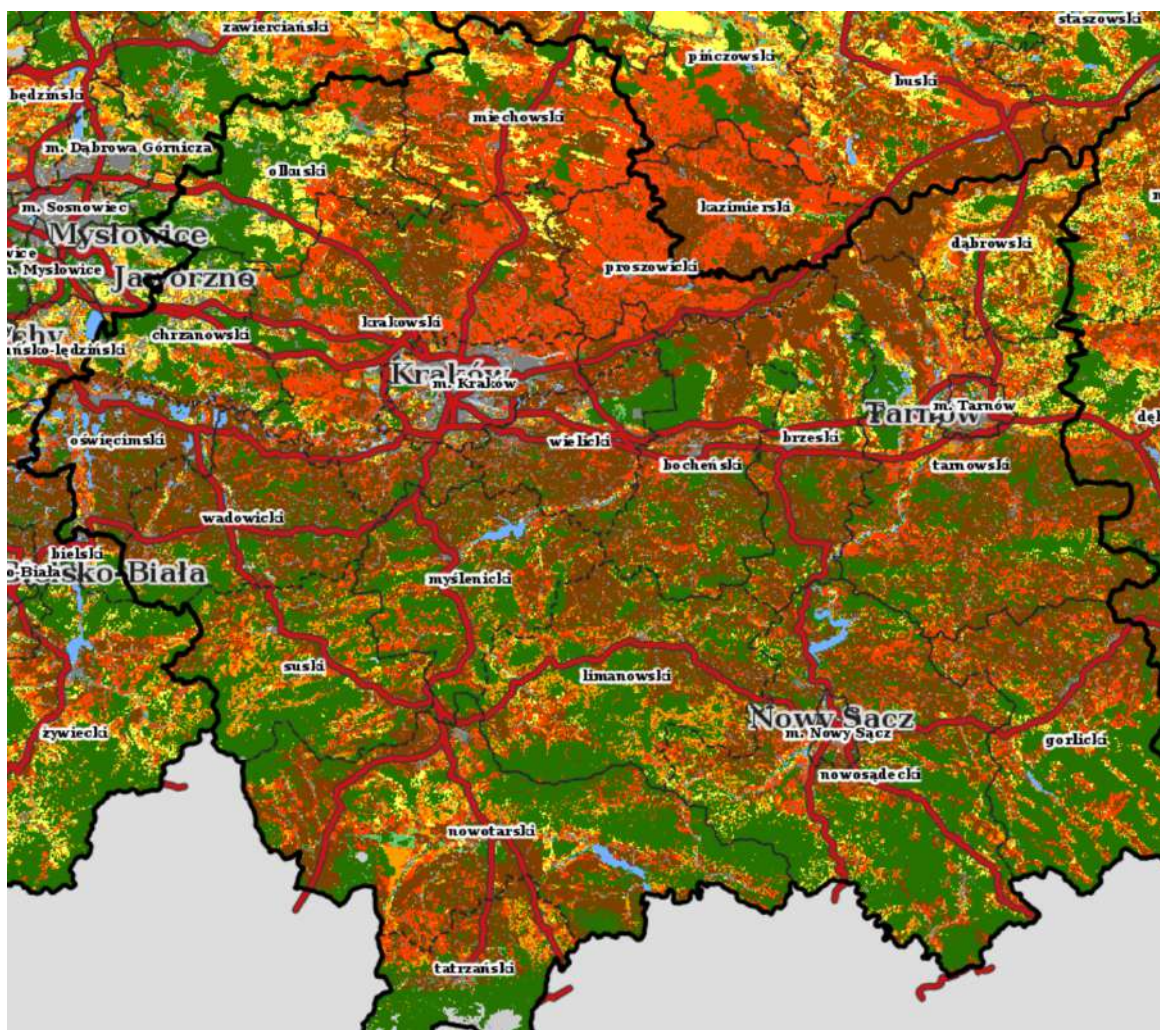 zawierciański
staszowski
pińczowski
buski
będziński
miechowski
m. Dąbrowa Górnicza
olkuski
m. Sosnowiec
kazimierski
Mysłowice
dąbrowski
m. Mysłowice
proszowicki
Jaworzno
krakowski
chrzanowski
Kraków
m. Kraków
m. Tarnów
Tarnów
oświęcimski
wielicki
brzeski
bocheński
tarnowski
wadowicki
bielski
myślenicki
suski
limanowski
Nowy Sącz
m. Nowy Sącz
żywiecki
gorlicki
nowosądecki
nowotarski
tatrzański